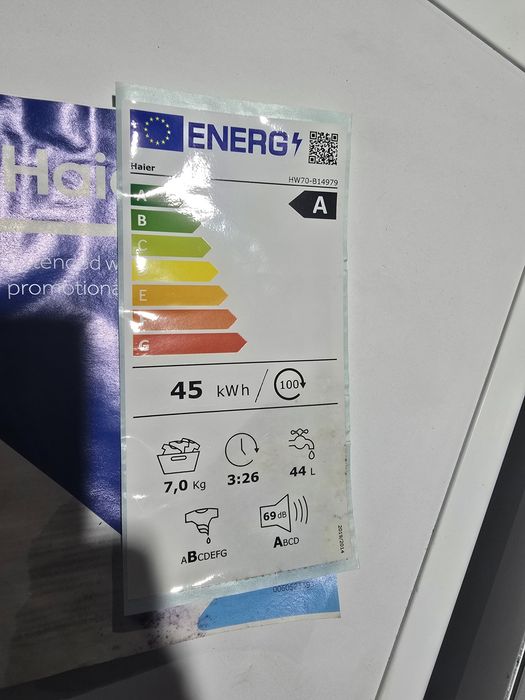 Haier
tended w
promotiona
ENERG
Haier
HW70-B14979
A
A
B
C
E
F
G
45 kWh / 100
7,0 Kg
3:26
44 L
69 dB
ABCDEFG
ABCD
2019/2014